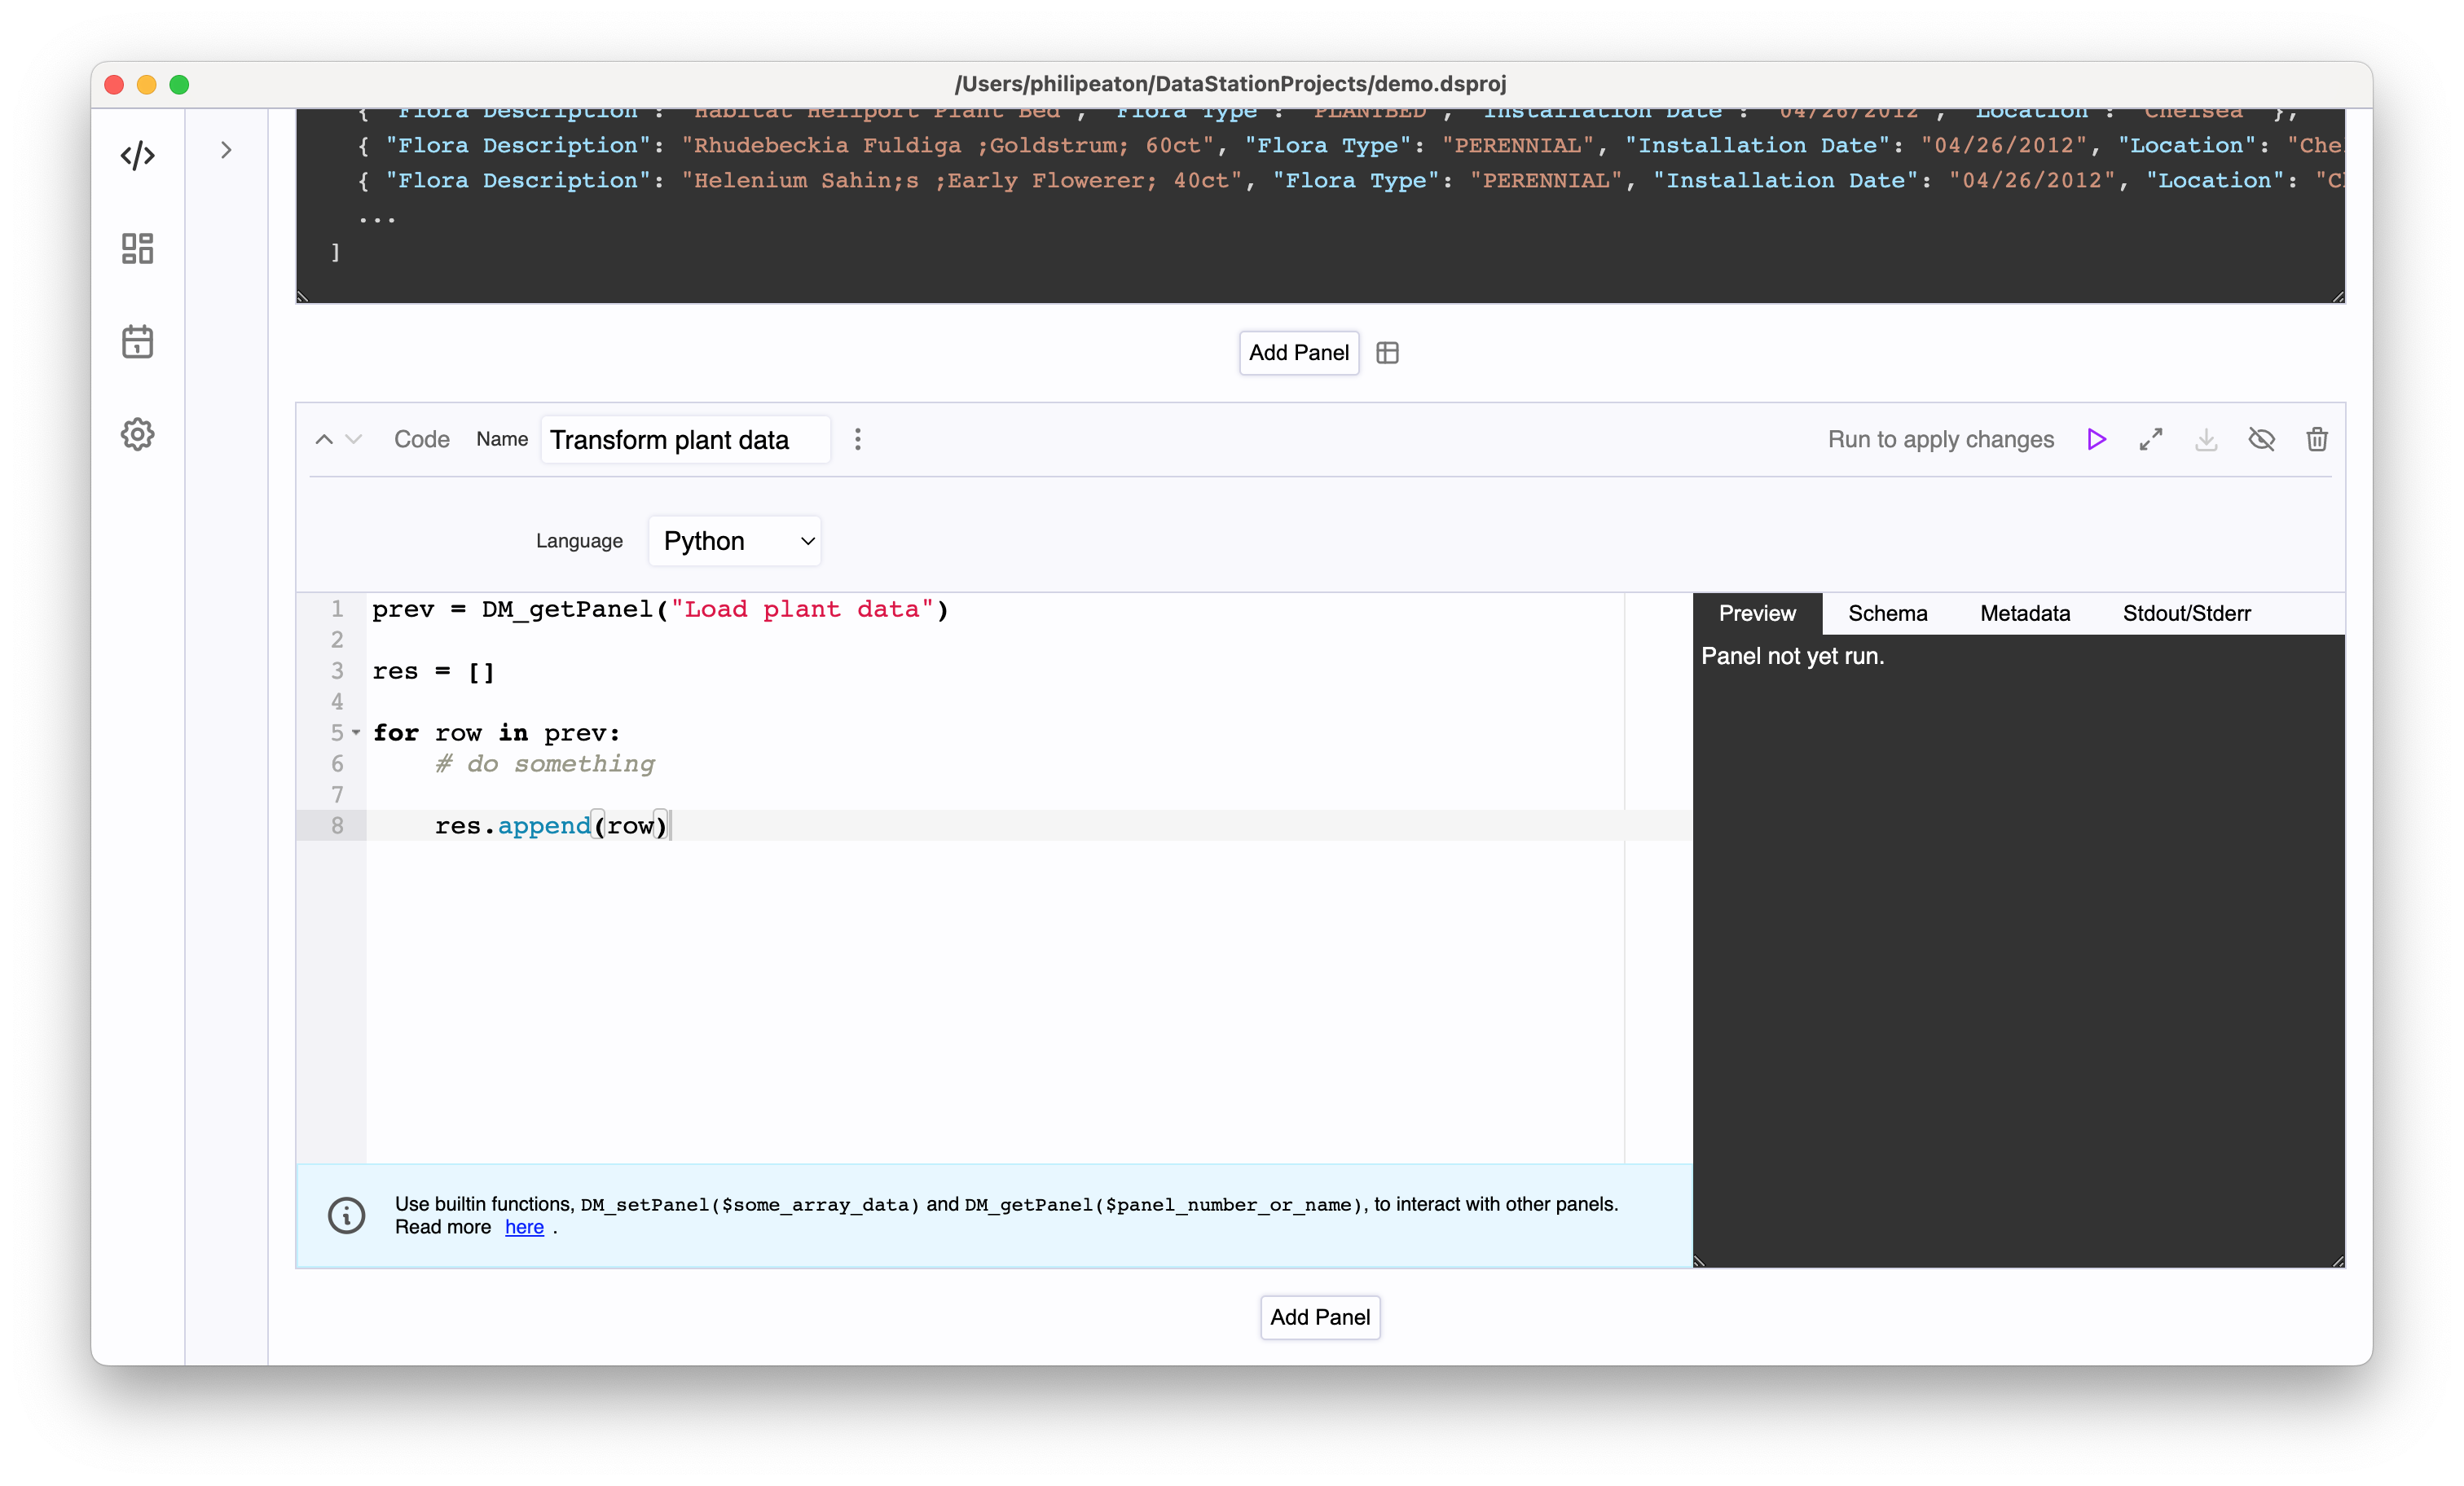 /Users/philipeaton/DataStationProjects/demo.dsproj
{ "Flora Description": "Habitat Heliport Plant Bed", "Flora Type": "PLANTBED", "Installation Date": "04/26/2012", "Location": "Chelsea" },
{ "Flora Description": "Rhudebeckia Fuldiga ;Goldstrum; 60ct", "Flora Type": "PERENNIAL", "Installation Date": "04/26/2012", "Location": "Che
{ "Flora Description": "Helenium Sahin;s ;Early Flowerer; 40ct", "Flora Type": "PERENNIAL", "Installation Date": "04/26/2012", "Location": "C
...
]
Add Panel
Code Name Transform plant data Run to apply changes
Language Python
1 prev = DM_getPanel("Load plant data")
2
3 res = []
4
5 for row in prev:
6     # do something
7
8     res.append(row)
Preview Schema Metadata Stdout/Stderr
Panel not yet run.
Use builtin functions, DM_setPanel($some_array_data) and DM_getPanel($panel_number_or_name), to interact with other panels.
Read more here .
Add Panel